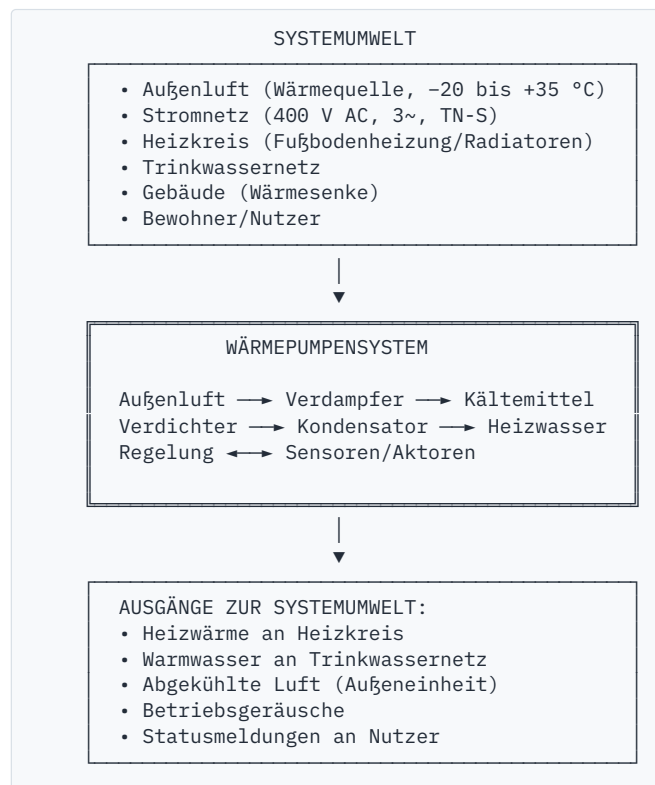 SYSTEMUMWELT
• Außenluft (Wärmequelle, −20 bis +35 °C)
• Stromnetz (400 V AC, 3~, TN-S)
• Heizkreis (Fußbodenheizung/Radiatoren)
• Trinkwassernetz
• Gebäude (Wärmesenke)
• Bewohner/Nutzer
▼
WÄRMEPUMPENSYSTEM
Außenluft ──► Verdampfer ──► Kältemittel
Verdichter ──► Kondensator ──► Heizwasser
Regelung ◄──► Sensoren/Aktoren
▼
AUSGÄNGE ZUR SYSTEMUMWELT:
• Heizwärme an Heizkreis
• Warmwasser an Trinkwassernetz
• Abgekühlte Luft (Außeneinheit)
• Betriebsgeräusche
• Statusmeldungen an Nutzer